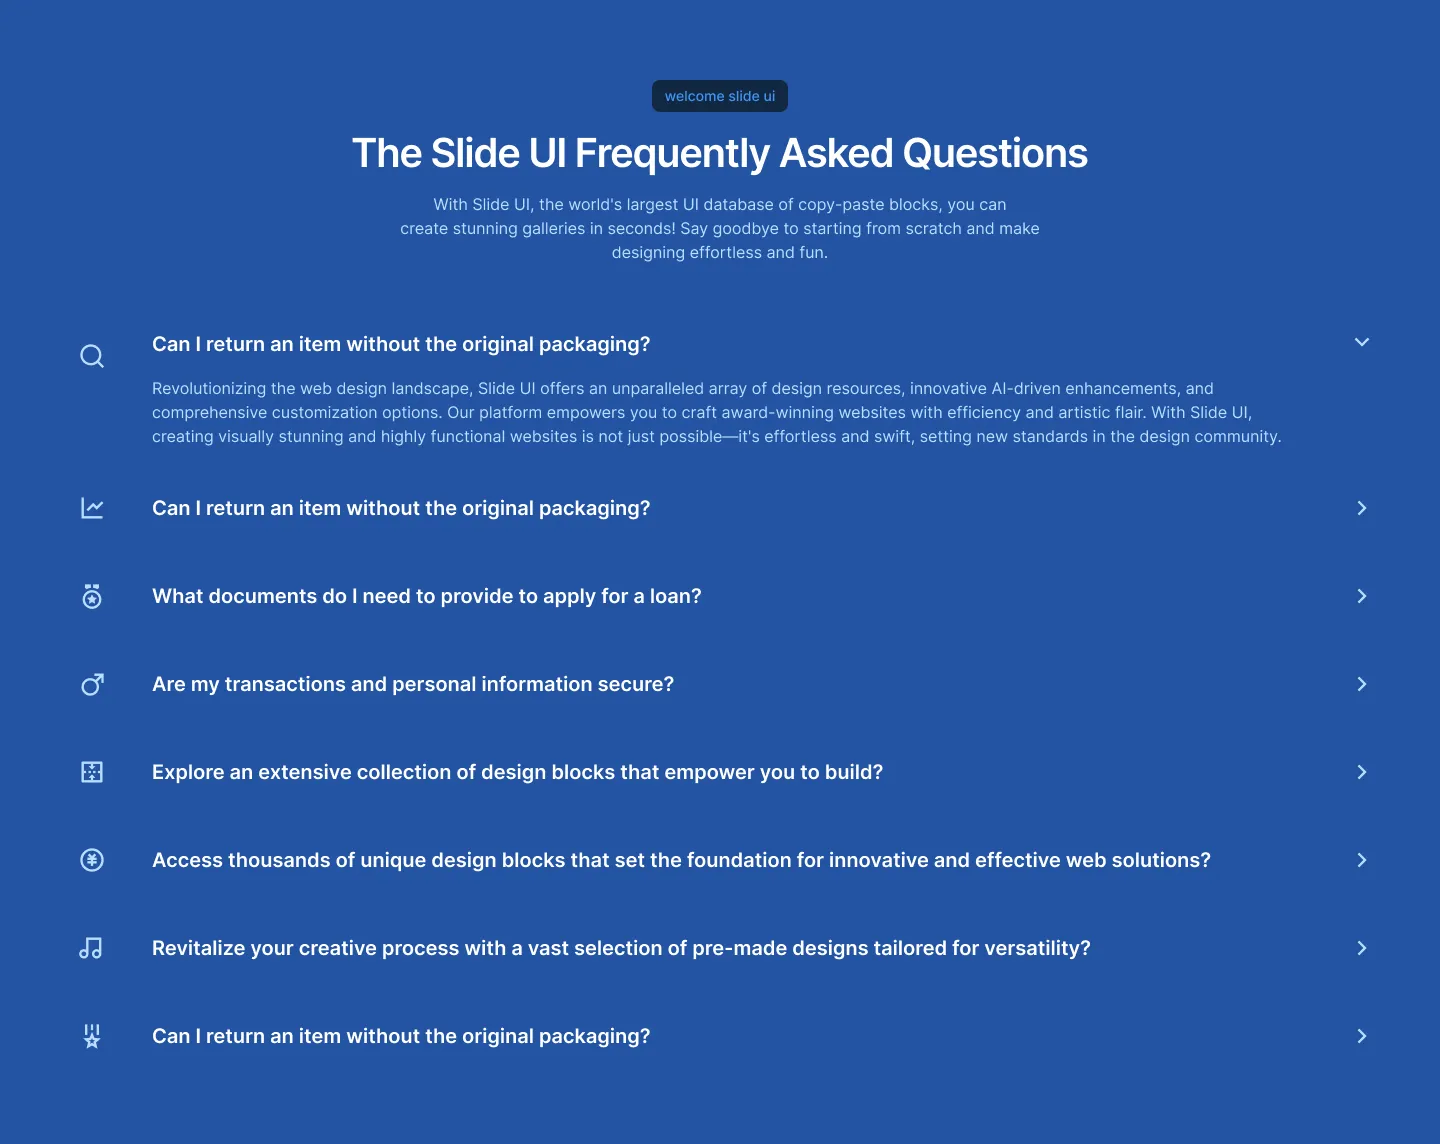 welcome slide ui
The Slide UI Frequently Asked Questions
With Slide UI, the world's largest UI database of copy-paste blocks, you can
create stunning galleries in seconds! Say goodbye to starting from scratch and make
designing effortless and fun.
Can I return an item without the original packaging?
Revolutionizing the web design landscape, Slide UI offers an unparalleled array of design resources, innovative AI-driven enhancements, and
comprehensive customization options. Our platform empowers you to craft award-winning websites with efficiency and artistic flair. With Slide UI,
creating visually stunning and highly functional websites is not just possible—it's effortless and swift, setting new standards in the design community.
Can I return an item without the original packaging?
What documents do I need to provide to apply for a loan?
Are my transactions and personal information secure?
Explore an extensive collection of design blocks that empower you to build?
Access thousands of unique design blocks that set the foundation for innovative and effective web solutions?
Revitalize your creative process with a vast selection of pre-made designs tailored for versatility?
Can I return an item without the original packaging?